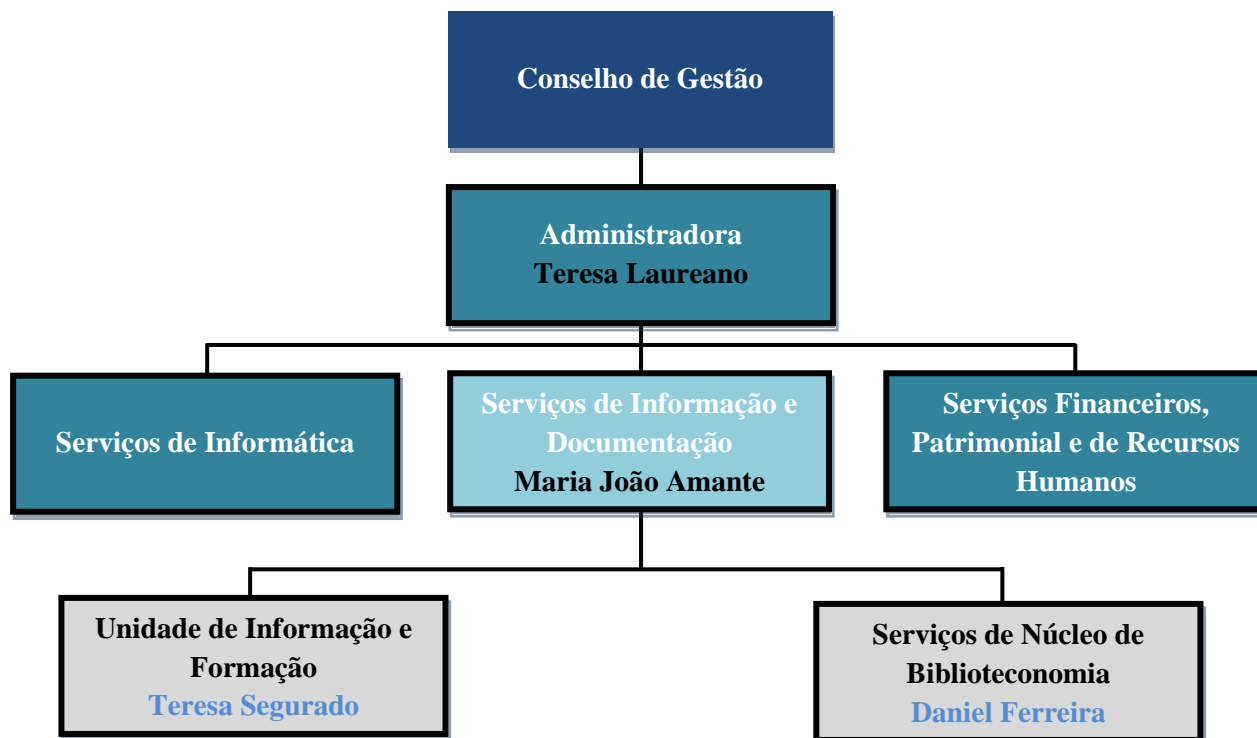 Conselho de Gestão
Administradora
Teresa Laureano
Serviços de Informática
Serviços de Informação e
Documentação
Maria João Amante
Serviços Financeiros,
Patrimonial e de Recursos
Humanos
Unidade de Informação e
Formação
Teresa Segurado
Serviços de Núcleo de
Biblioteconomia
Daniel Ferreira